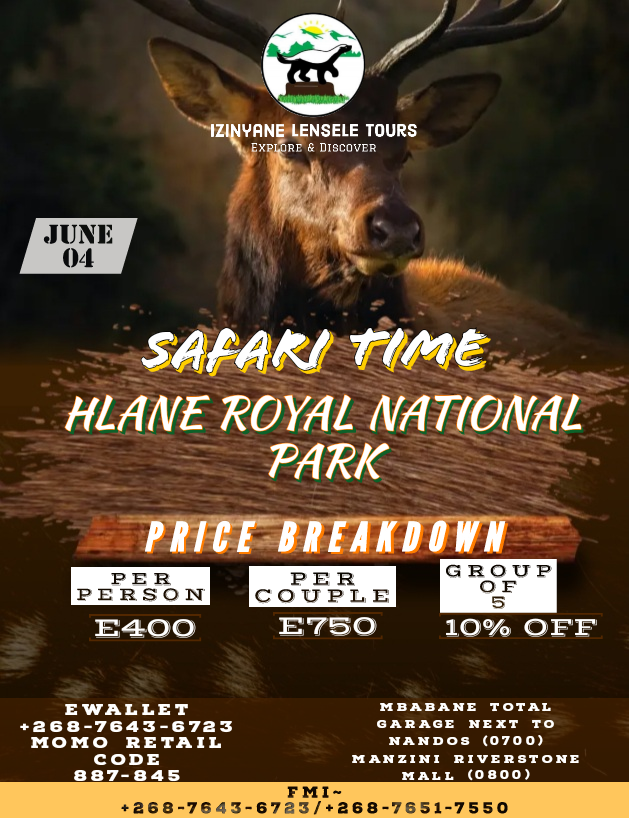 IZINYANE LENSELE TOURS
EXPLORE & DISCOVER
JUNE
04
SAFARI TIME
HLANE ROYAL NATIONAL
PARK
PRICE BREAKDOWN
PER
PERSON
E400
PER
COUPLE
E750
GROUP
OF
5
10% OFF
EWALLET
+268-7643-6723
MOMO RETAIL
CODE
887-845
MBABANE TOTAL
GARAGE NEXT TO
NANDOS (0700)
MANZINI RIVERSTONE
MALL (0800)
FMI~
+268-7643-6723/+268-7651-7550